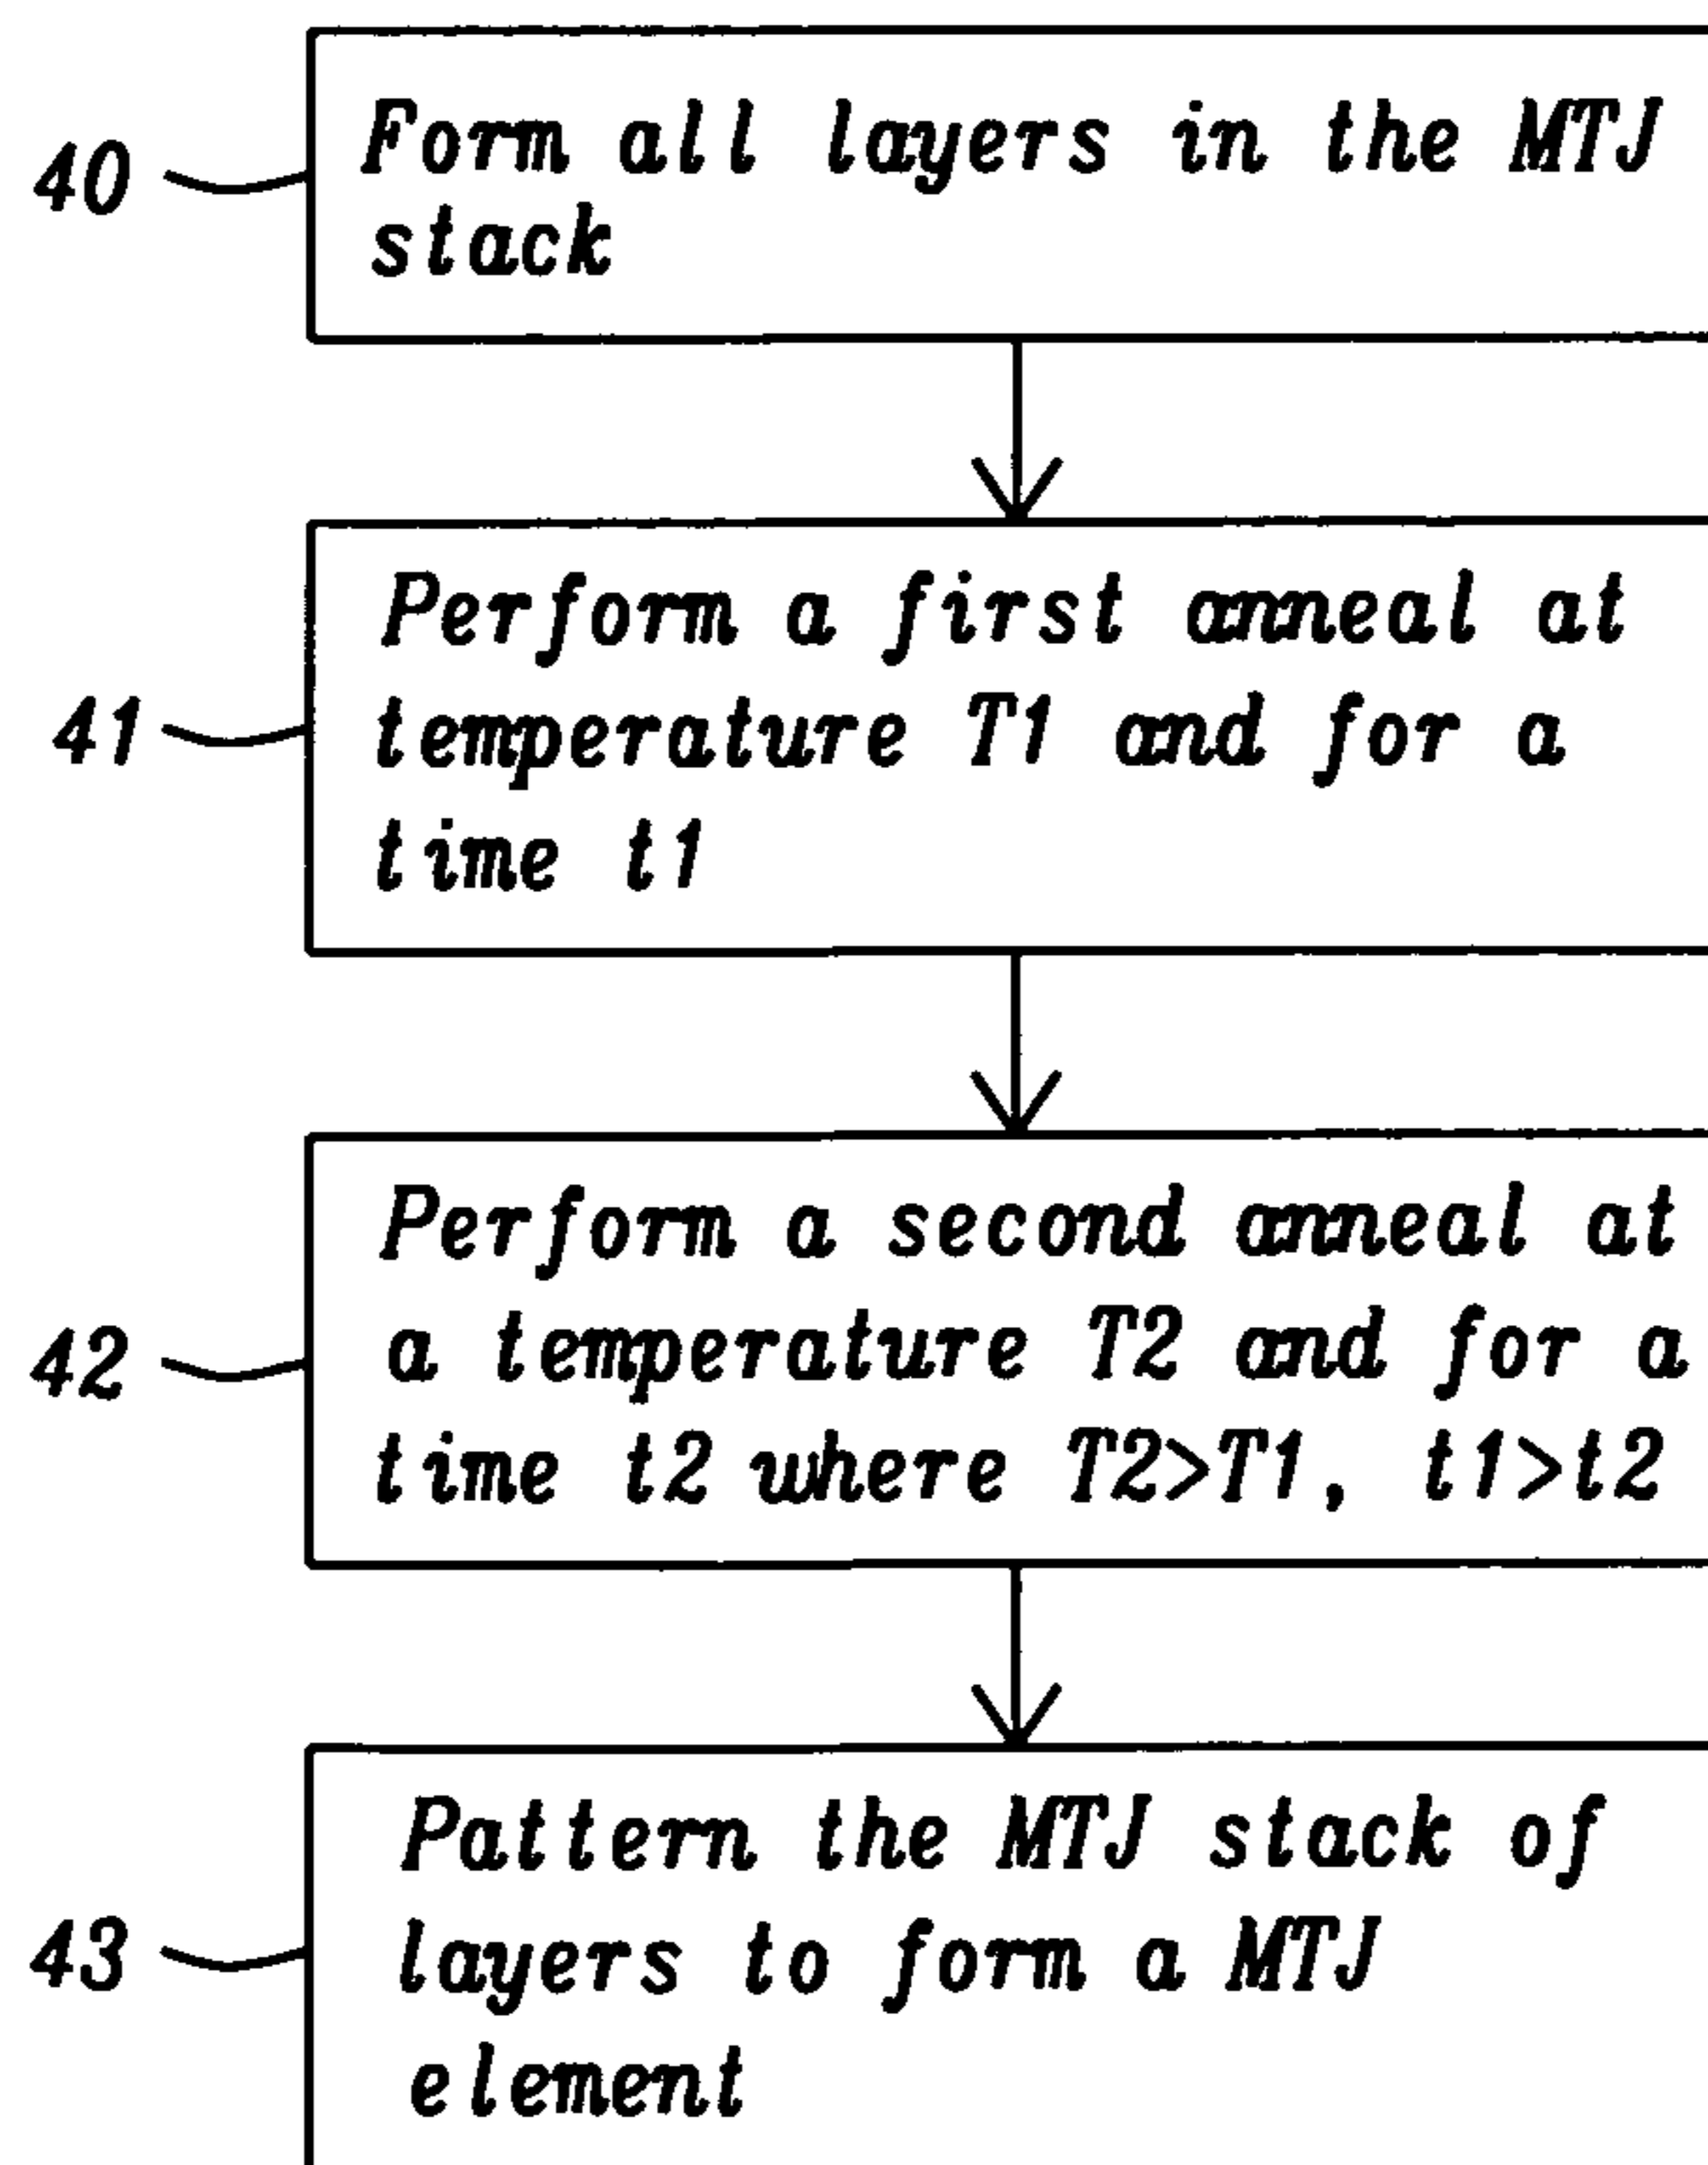 40
Form all layers in the MTJ
stack
41
Perform a first anneal at
temperature T1 and for a
time t1
42
Perform a second anneal at
a temperature T2 and for a
time t2 where T2>T1, t1>t2
43
Pattern the MTJ stack of
layers to form a MTJ
element